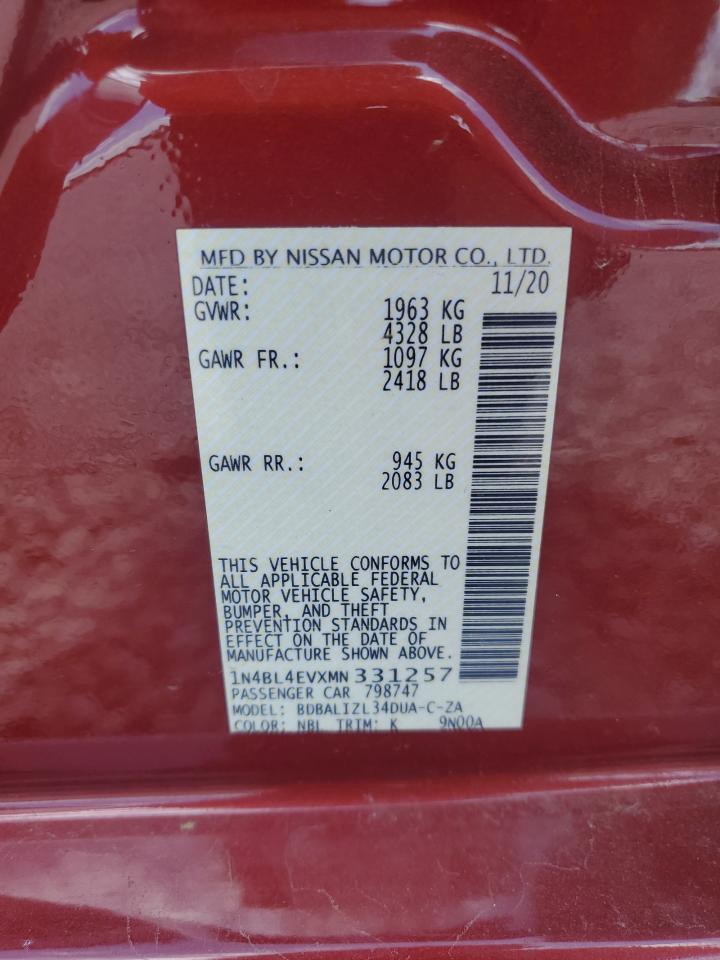 MFD BY NISSAN MOTOR CO., LTD.
DATE: 11/20
GVWR: 1963 KG
4328 LB
GAWR FR.: 1097 KG
2418 LB
GAWR RR.: 945 KG
2083 LB
THIS VEHICLE CONFORMS TO
ALL APPLICABLE FEDERAL
MOTOR VEHICLE SAFETY,
BUMPER, AND THEFT
PREVENTION STANDARDS IN
EFFECT ON THE DATE OF
MANUFACTURE SHOWN ABOVE.
1N4BL4EVXMN331257
PASSENGER CAR 798747
MODEL: BDBALIZL34DUA-C-ZA
COLOR: NBL TRIM: K 9N00A